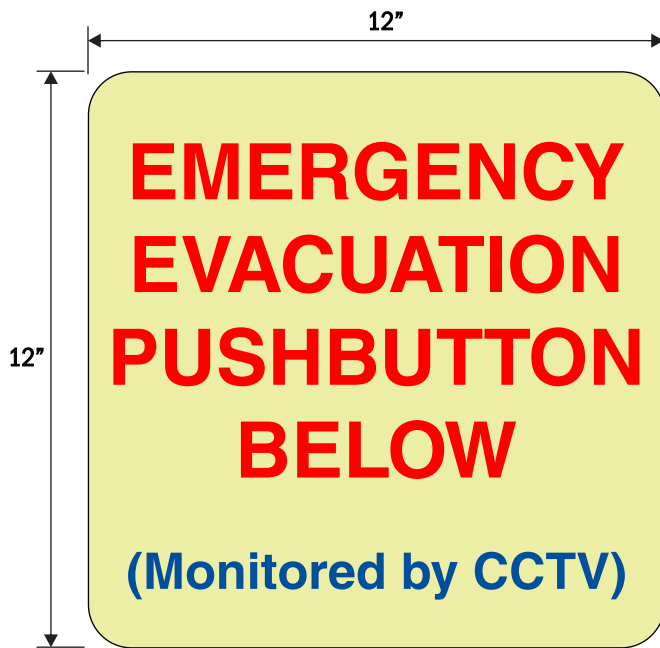 12”
12”
EMERGENCY
EVACUATION
PUSHBUTTON
BELOW
(Monitored by CCTV)